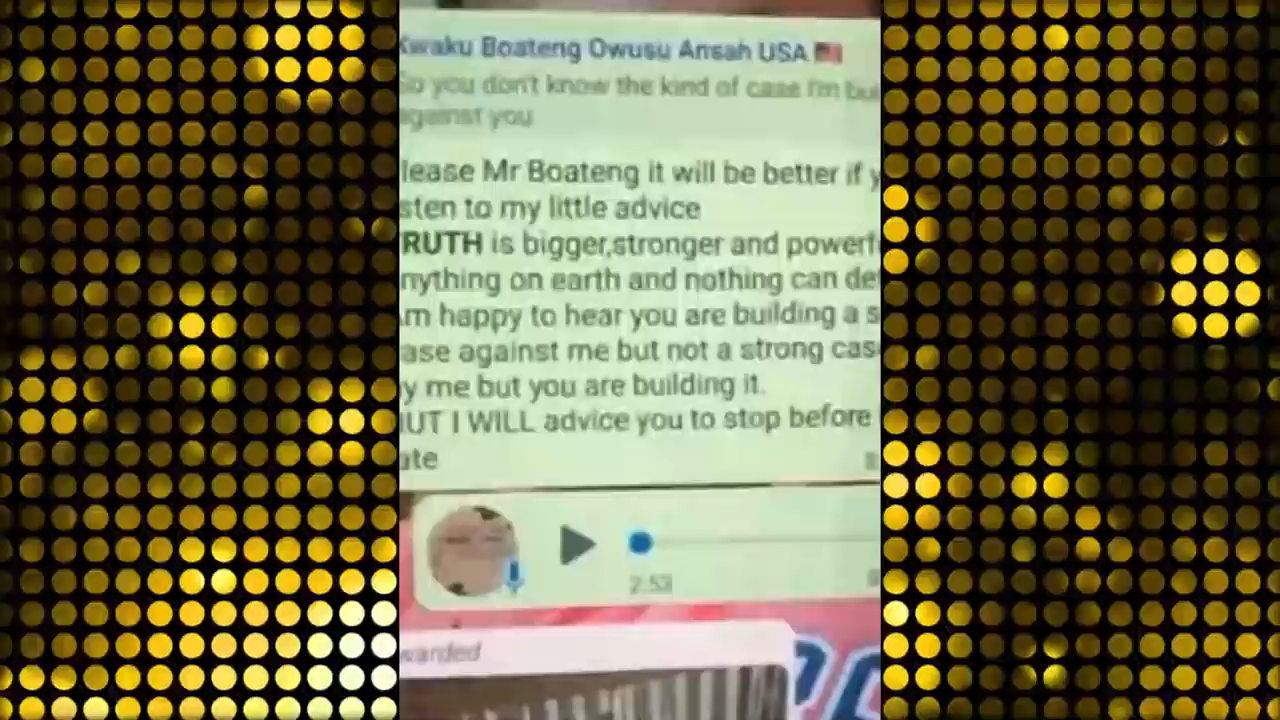 Kwaku Boateng Owusu Ansah USA
So you don't know the kind of case I'm bui
against you
lease Mr Boateng it will be better if y
sten to my little advice
RUTH is bigger,stronger and powerf
nything on earth and nothing can de
m happy to hear you are building a s
ase against me but not a strong cas
y me but you are building it.
UT I WILL advice you to stop before
ate
2:53
warded